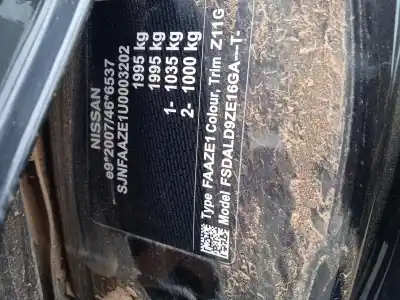 NISSAN
e9*2007/46*6537
SJNFAAZE1U0003202
1995 kg
1995 kg
1- 1035 kg
2- 1000 kg
Type FAAZE1 Colour, Trim Z11G
Model FSDALD9ZE16GA--T-